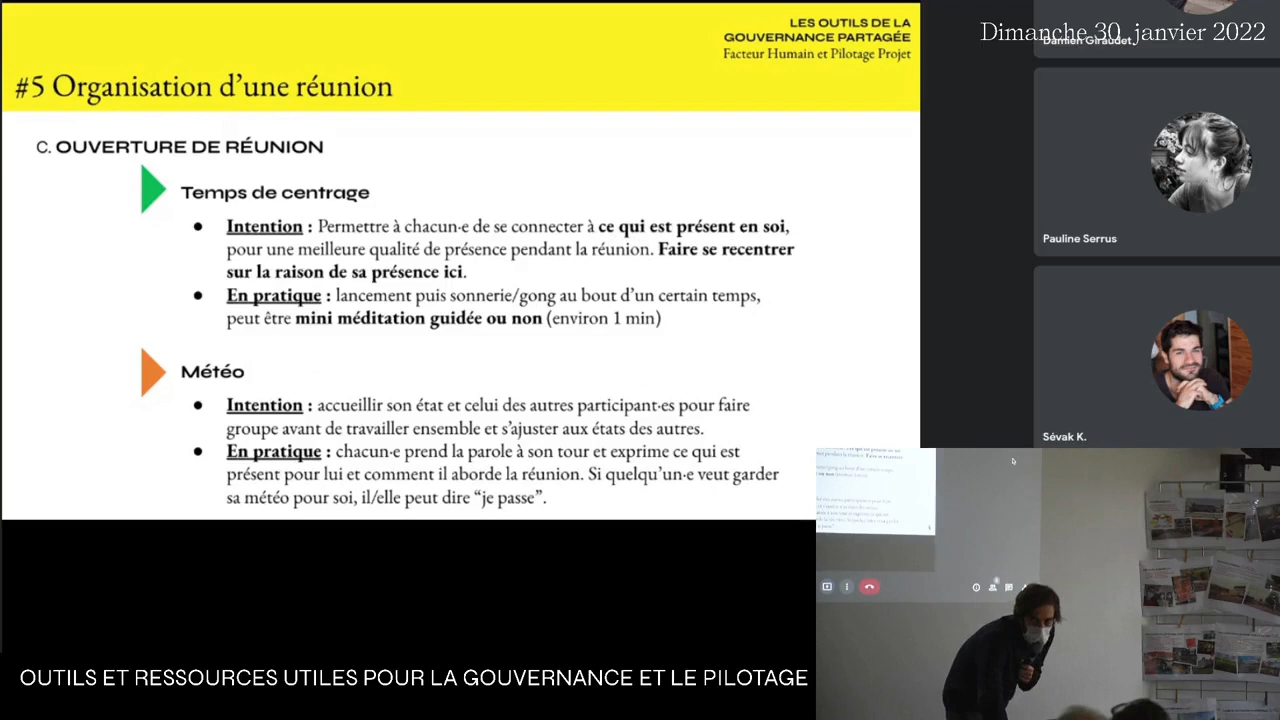 LES OUTILS DE LA
GOUVERNANCE PARTAGÉE
Facteur Humain et Pilotage Projet
#5 Organisation d’une réunion
C. OUVERTURE DE RÉUNION
Temps de centrage
● Intention : Permettre à chacun·e de se connecter à ce qui est présent en soi,
pour une meilleure qualité de présence pendant la réunion. Faire se recentrer
sur la raison de sa présence ici.
● En pratique : lancement puis sonnerie/gong au bout d’un certain temps,
peut être mini méditation guidée ou non (environ 1 min)
Météo
● Intention : accueillir son état et celui des autres participant·es pour faire
groupe avant de travailler ensemble et s’ajuster aux états des autres.
● En pratique : chacun·e prend la parole à son tour et exprime ce qui est
présent pour lui et comment il aborde la réunion. Si quelqu’un·e veut garder
sa météo pour soi, il/elle peut dire “je passe”.
Dimanche 30 janvier 2022
Damien Giraudet
Pauline Serrus
Sévak K.
OUTILS ET RESSOURCES UTILES POUR LA GOUVERNANCE ET LE PILOTAGE